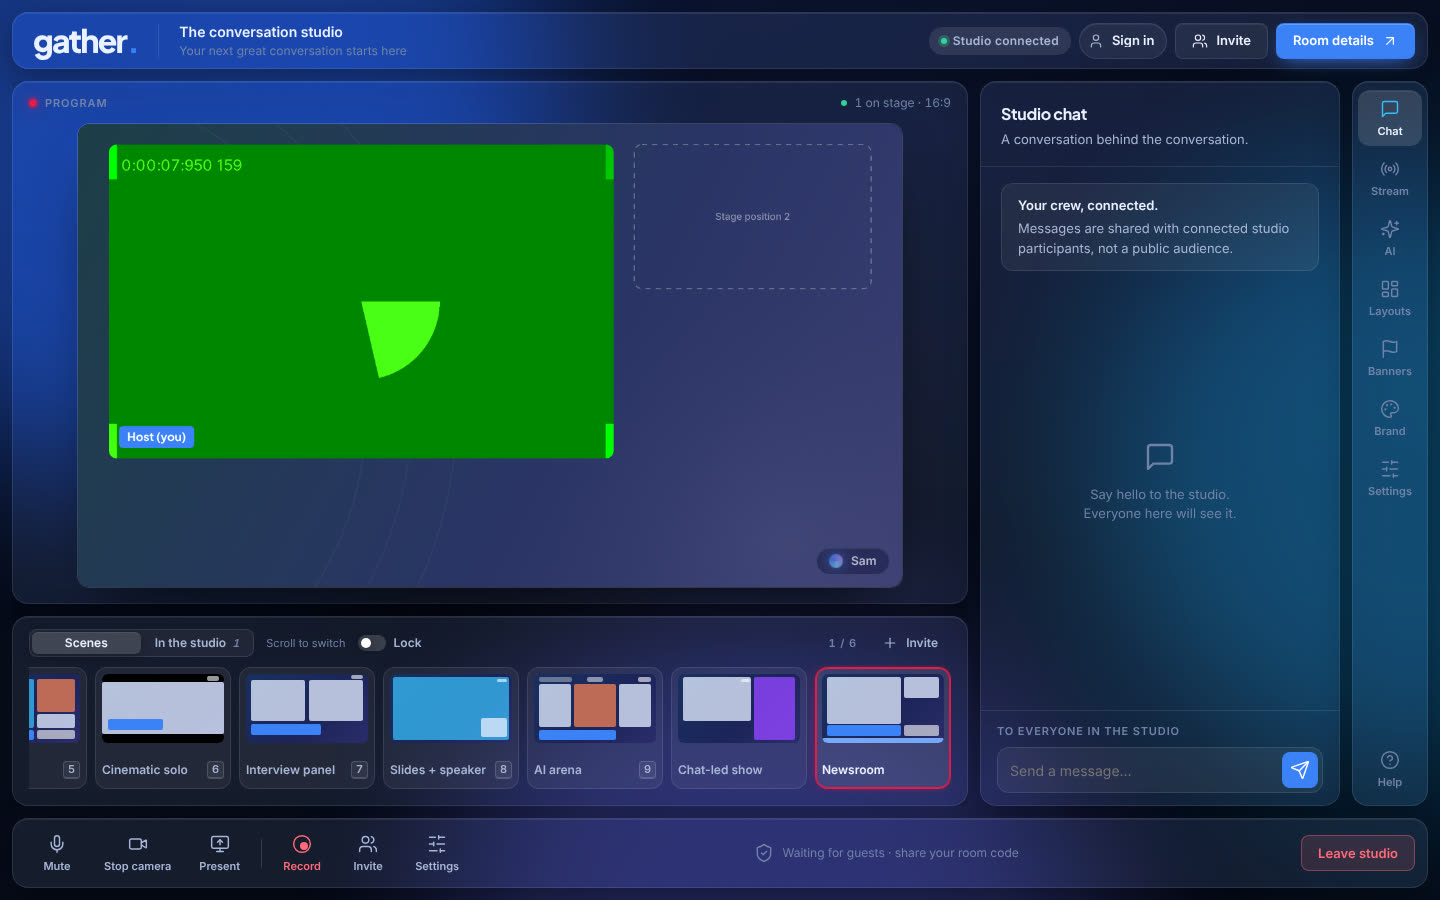 gather.
The conversation studio
Your next great conversation starts here
Studio connected
Sign in
Invite
Room details
PROGRAM
1 on stage · 16:9
0:00:07:950 159
Stage position 2
Host (you)
Sam
Scenes
In the studio 1
Scroll to switch
Lock
1 / 6
Invite
5
Cinematic solo 6
Interview panel 7
Slides + speaker 8
AI arena 9
Chat-led show
Newsroom
Studio chat
A conversation behind the conversation.
Your crew, connected.
Messages are shared with connected studio
participants, not a public audience.
Say hello to the studio.
Everyone here will see it.
TO EVERYONE IN THE STUDIO
Send a message...
Chat
Stream
AI
Layouts
Banners
Brand
Settings
Help
Mute
Stop camera
Present
Record
Invite
Settings
Waiting for guests · share your room code
Leave studio